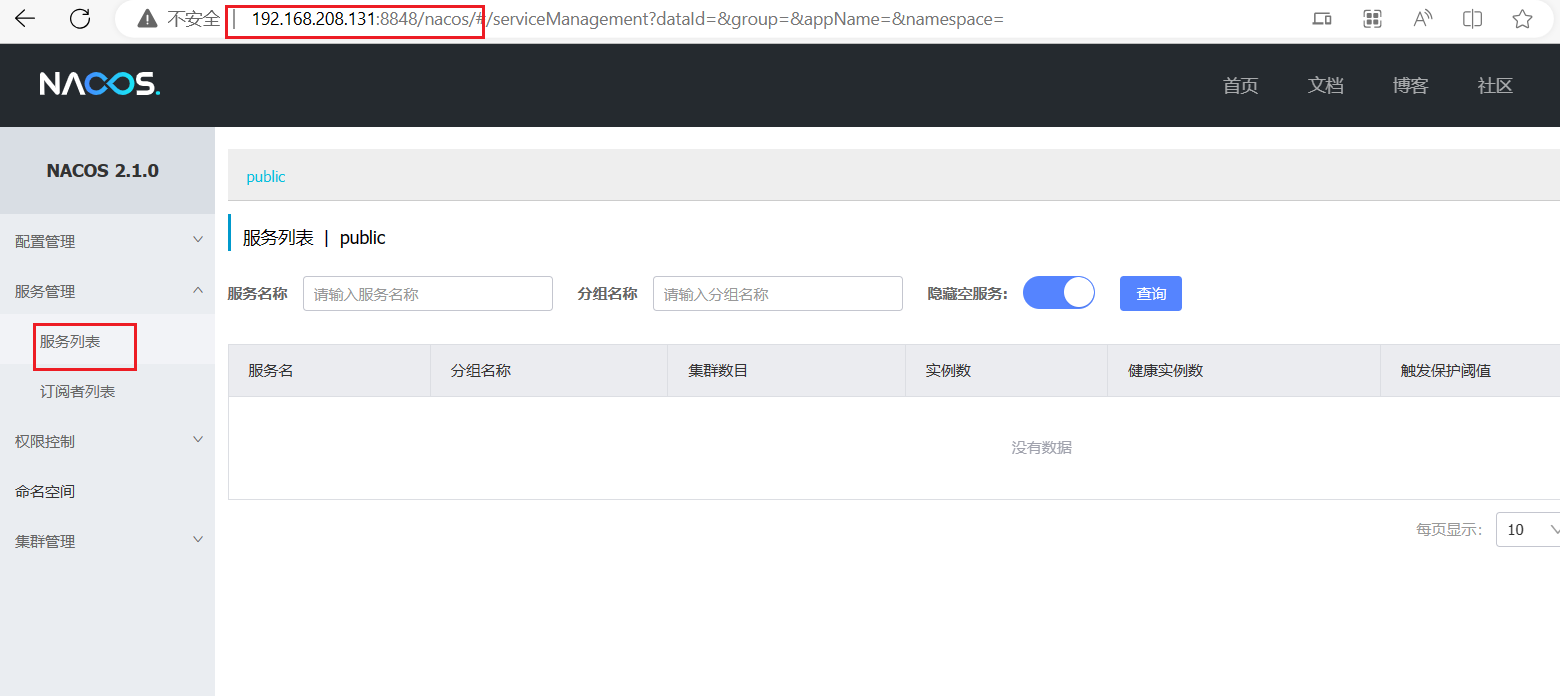 不安全 | 192.168.208.131:8848/nacos/#/serviceManagement?dataId=&group=&appName=&namespace=
NACOS.
首页 文档 博客 社区
NACOS 2.1.0
配置管理
服务管理
服务列表
订阅者列表
权限控制
命名空间
集群管理
public
服务列表 | public
服务名称 请输入服务名称 分组名称 请输入分组名称 隐藏空服务: 查询
服务名 分组名称 集群数目 实例数 健康实例数 触发保护阈值
没有数据
每页显示: 10